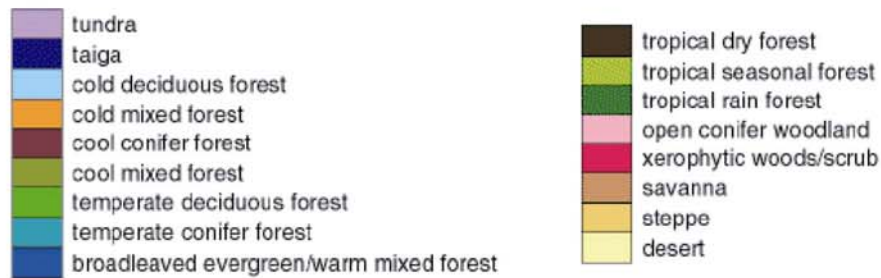 tundra
taiga
cold deciduous forest
cold mixed forest
cool conifer forest
cool mixed forest
temperate deciduous forest
temperate conifer forest
broadleaved evergreen/warm mixed forest
tropical dry forest
tropical seasonal forest
tropical rain forest
open conifer woodland
xerophytic woods/scrub
savanna
steppe
desert